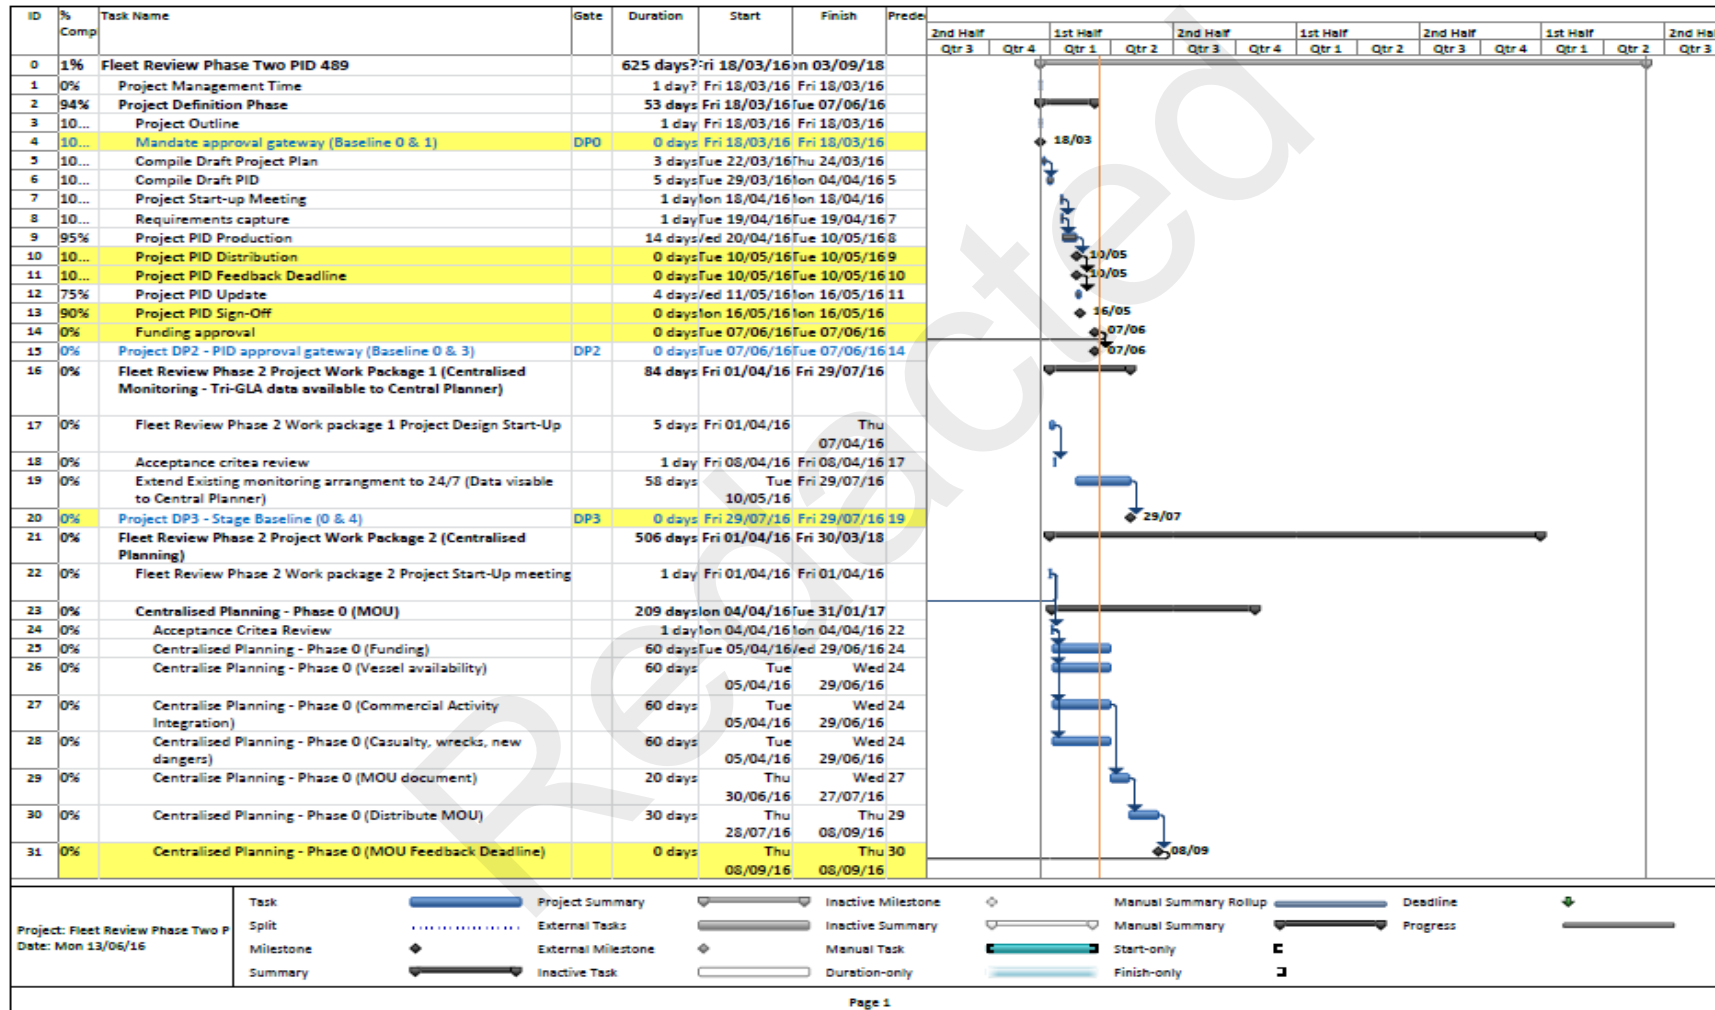 ID % Comp Task Name Gate Duration Start Finish Prede
2nd Half 1st Half 2nd Half 1st Half 2nd Half 1st Half 2nd Ha
Qtr 3 Qtr 4 Qtr 1 Qtr 2 Qtr 3 Qtr 4 Qtr 1 Qtr 2 Qtr 3 Qtr 4 Qtr 1 Qtr 2 Qtr 3
0 1% Fleet Review Phase Two PID 489 625 days? Fri 18/03/16 on 03/09/18
1 0% Project Management Time 1 day? Fri 18/03/16 Fri 18/03/16
2 94% Project Definition Phase 53 days Fri 18/03/16 Tue 07/06/16
3 10... Project Outline 1 day Fri 18/03/16 Fri 18/03/16
4 10... Mandate approval gateway (Baseline 0 & 1) DP0 0 days Fri 18/03/16 Fri 18/03/16 18/03
5 10... Compile Draft Project Plan 3 days Tue 22/03/16 Thu 24/03/16
6 10... Compile Draft PID 5 days Tue 29/03/16 on 04/04/16 5
7 10... Project Start-up Meeting 1 day on 18/04/16 on 18/04/16
8 10... Requirements capture 1 day Tue 19/04/16 Tue 19/04/16 7
9 95% Project PID Production 14 days ed 20/04/16 Tue 10/05/16 8
10 10... Project PID Distribution 0 days Tue 10/05/16 Tue 10/05/16 9 10/05
11 10... Project PID Feedback Deadline 0 days Tue 10/05/16 Tue 10/05/16 10 10/05
12 75% Project PID Update 4 days ed 11/05/16 on 16/05/16 11
13 90% Project PID Sign-Off 0 days on 16/05/16 on 16/05/16 16/05
14 0% Funding approval 0 days Tue 07/06/16 Tue 07/06/16 07/06
15 0% Project DP2 - PID approval gateway (Baseline 0 & 3) DP2 0 days Tue 07/06/16 Tue 07/06/16 14 07/06
16 0% Fleet Review Phase 2 Project Work Package 1 (Centralised 84 days Fri 01/04/16 Fri 29/07/16
Monitoring - Tri-GLA data available to Central Planner)
17 0% Fleet Review Phase 2 Work package 1 Project Design Start-Up 5 days Fri 01/04/16 Thu
07/04/16
18 0% Acceptance critea review 1 day Fri 08/04/16 Fri 08/04/16 17
19 0% Extend Existing monitoring arrangment to 24/7 (Data visable 58 days Tue Fri 29/07/16
to Central Planner) 10/05/16
20 0% Project DP3 - Stage Baseline (0 & 4) DP3 0 days Fri 29/07/16 Fri 29/07/16 19 29/07
21 0% Fleet Review Phase 2 Project Work Package 2 (Centralised 506 days Fri 01/04/16 Fri 30/03/18
Planning)
22 0% Fleet Review Phase 2 Work package 2 Project Start-Up meeting 1 day Fri 01/04/16 Fri 01/04/16
23 0% Centralised Planning - Phase 0 (MOU) 209 days on 04/04/16 Tue 31/01/17
24 0% Acceptance Critea Review 1 day on 04/04/16 on 04/04/16 22
25 0% Centralised Planning - Phase 0 (Funding) 60 days Tue 05/04/16 ed 29/06/16 24
26 0% Centralise Planning - Phase 0 (Vessel availability) 60 days Tue Wed 24
05/04/16 29/06/16
27 0% Centralise Planning - Phase 0 (Commercial Activity 60 days Tue Wed 24
Integration) 05/04/16 29/06/16
28 0% Centralised Planning - Phase 0 (Casualty, wrecks, new 60 days Tue Wed 24
dangers) 05/04/16 29/06/16
29 0% Centralise Planning - Phase 0 (MOU document) 20 days Thu Wed 27
30/06/16 27/07/16
30 0% Centralised Planning - Phase 0 (Distribute MOU) 30 days Thu Thu 29
28/07/16 08/09/16
31 0% Centralised Planning - Phase 0 (MOU Feedback Deadline) 0 days Thu Thu 30 08/09
08/09/16 08/09/16
Redacted
Project: Fleet Review Phase Two P
Date: Mon 13/06/16
Task Project Summary Inactive Milestone Manual Summary Rollup Deadline
Split External Tasks Inactive Summary Manual Summary Progress
Milestone External Milestone Manual Task Start-only
Summary Inactive Task Duration-only Finish-only
Page 1